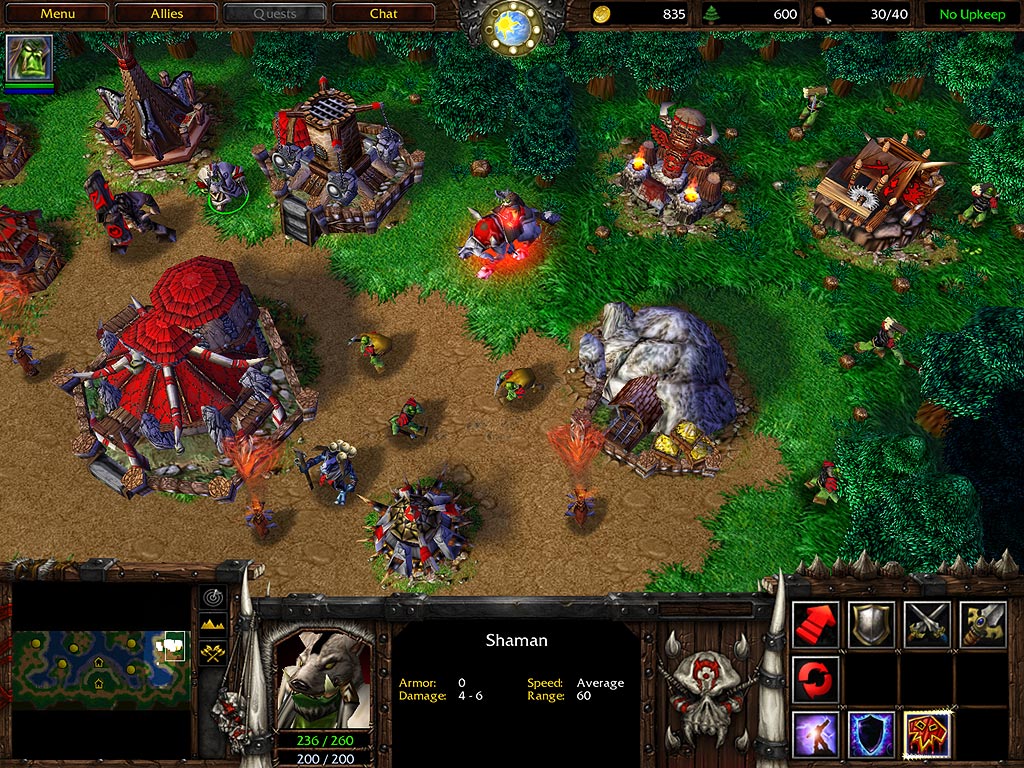 Menu Allies Quests Chat 835 600 30/40 No Upkeep
Shaman
Armor: 0 Speed: Average
Damage: 4 - 6 Range: 60
236 / 260
200 / 200